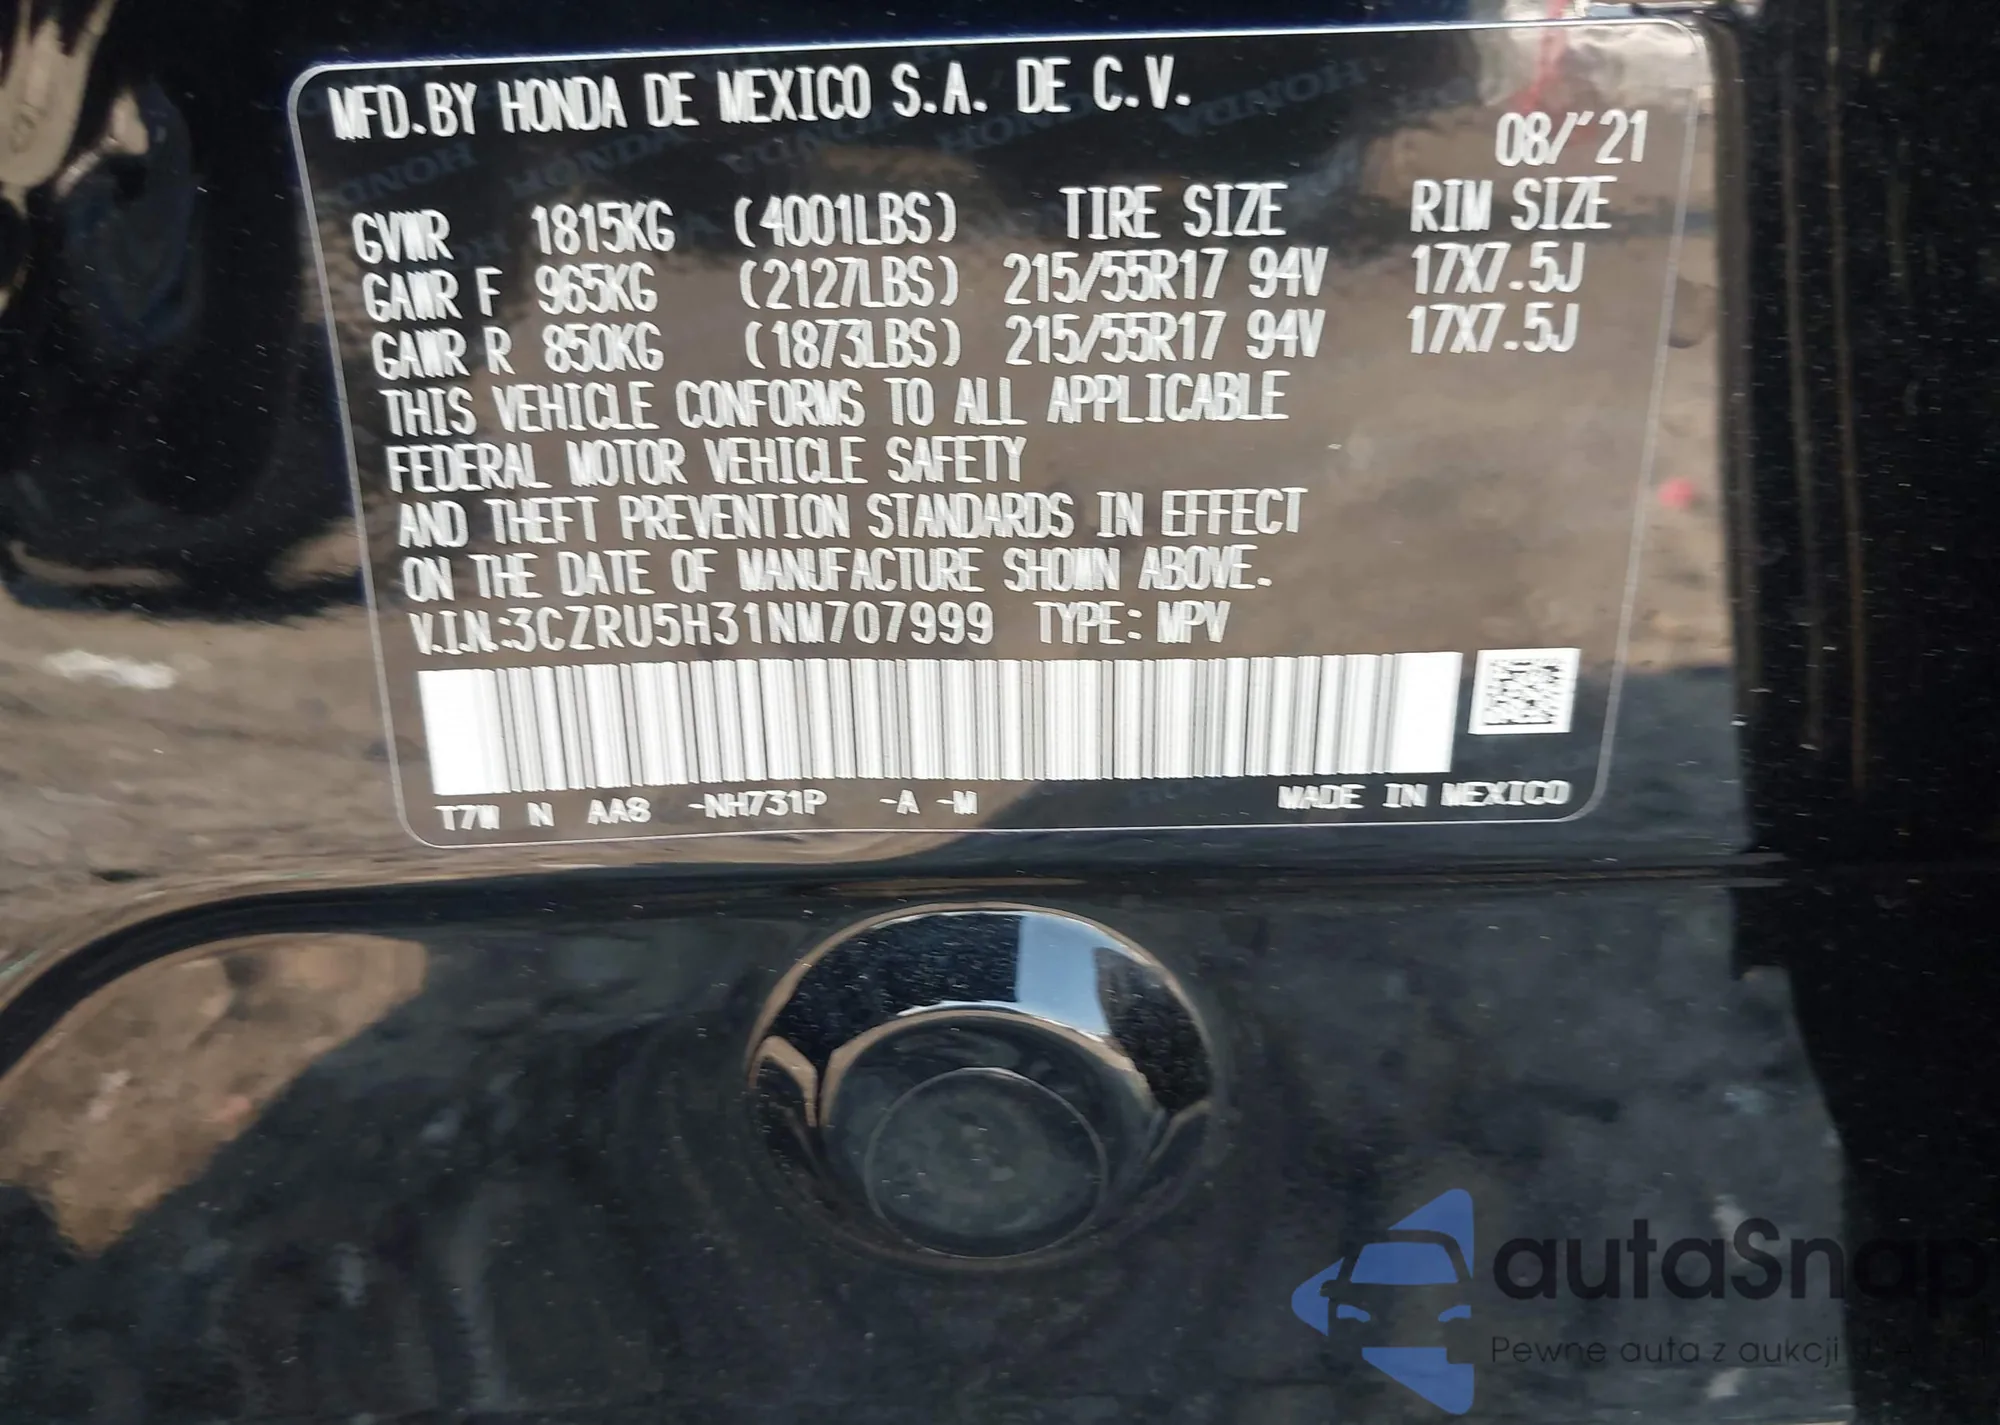 MFD.BY HONDA DE MEXICO S.A. DE C.V.
08/"21
GVWR 1815KG (4001LBS) TIRE SIZE RIM SIZE
GAWR F 965KG (2127LBS) 215/55R17 94V 17X7.5J
GAWR R 850KG (1873LBS) 215/55R17 94V 17X7.5J
THIS VEHICLE CONFORMS TO ALL APPLICABLE
FEDERAL MOTOR VEHICLE SAFETY
AND THEFT PREVENTION STANDARDS IN EFFECT
ON THE DATE OF MANUFACTURE SHOWN ABOVE.
V.I.N.:3CZRU5H31NM707999 TYPE: MPV
T7W N AA8 -NH731P -A -M MADE IN MEXICO
autaSnap
Pewne auta z aukcji